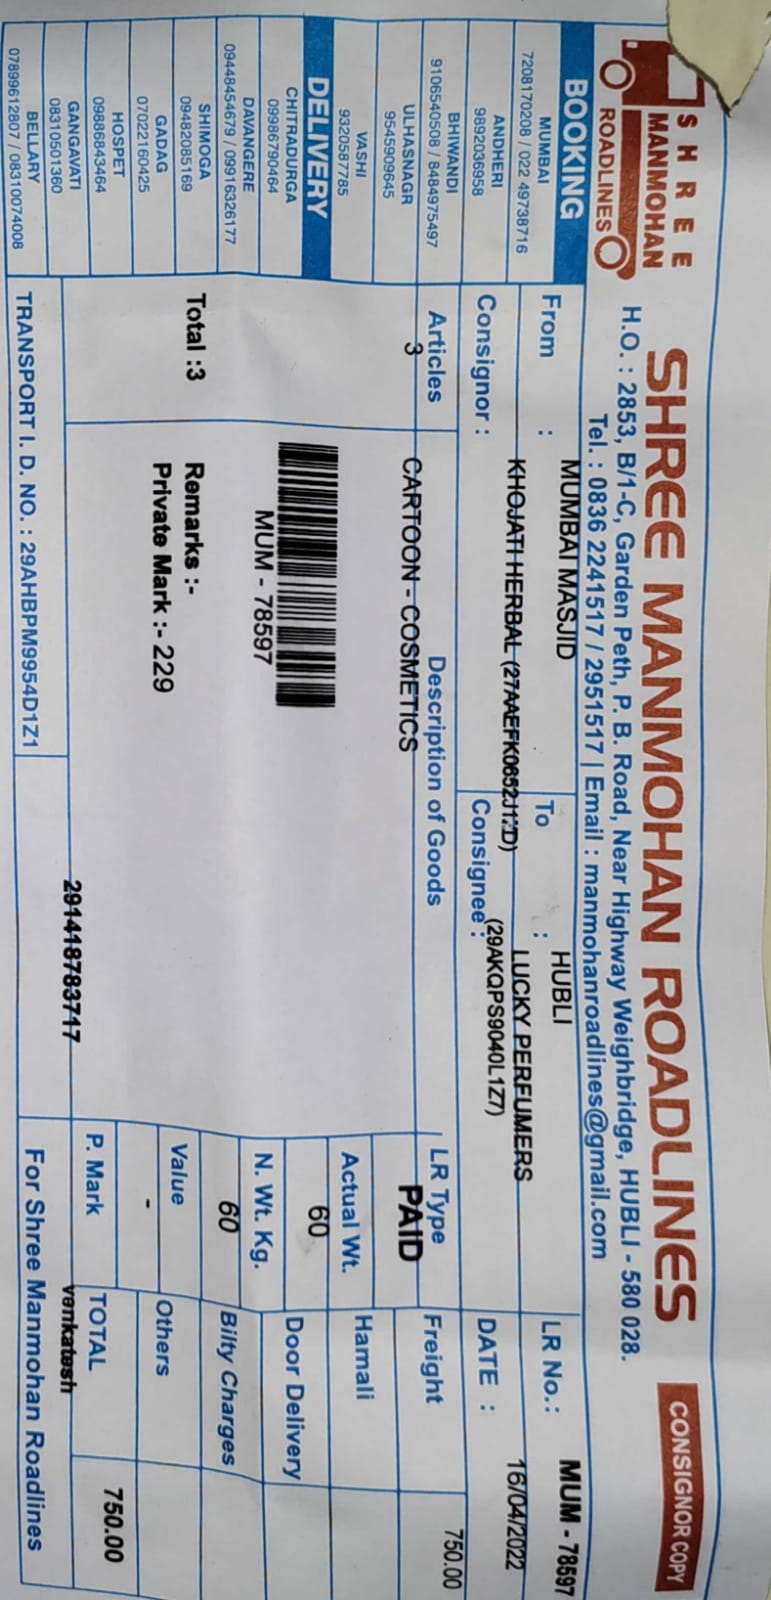 SHREE
MANMOHAN
ROADLINES
SHREE MANMOHAN ROADLINES
CONSIGNOR COPY
H.O. : 2853, B/1-C, Garden Peth, P. B. Road, Near Highway Weighbridge, HUBLI - 580 028.
Tel. : 0836 2241517 / 2951517 | Email : manmohanroadlines@gmail.com
BOOKING
MUMBAI
7208170208 / 022 49738716
ANDHERI
9892036958
BHIWANDI
9106540508 / 8484975497
ULHASNAGR
9545909645
VASHI
9320587785
DELIVERY
CHITRADURGA
09986790464
DAVANGERE
09448454679 / 09916326177
SHIMOGA
09482085169
GADAG
07022160425
HOSPET
09886843464
GANGAVATI
08310501360
BELLARY
07899612807 / 08310074008
From : MUMBAI MASJID
To : HUBLI
LR No.: MUM - 78597
Consignor : KHOJATI HERBAL (27AAEFK0652J1ZD)
Consignee : LUCKY PERFUMERS
(29AKQPS9040L1Z7)
DATE : 16/04/2022
Articles
3
Description of Goods
CARTOON - COSMETICS
LR Type
PAID
Freight 750.00
Actual Wt.
60
Hamali
MUM - 78597
N. Wt. Kg.
60
Door Delivery
Bilty Charges
Total :3
Remarks :-
Private Mark :- 229
Value
-
Others
P. Mark
venkatesh
TOTAL 750.00
291418783717
TRANSPORT I. D. NO. : 29AHBPM9954D1Z1
For Shree Manmohan Roadlines